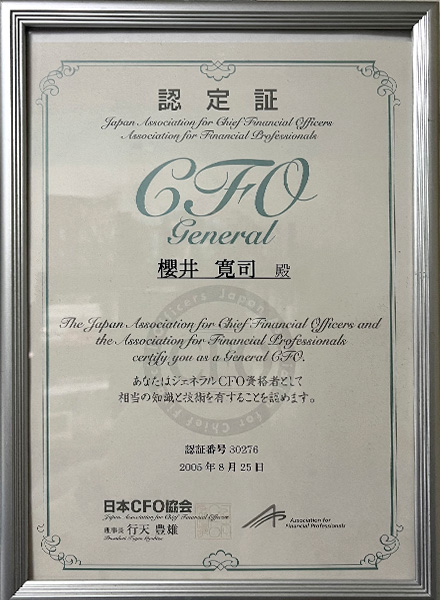 認定証
Japan Association for Chief Financial Officers
Association for Financial Professionals
CFO
General
櫻井 寛司 殿
The Japan Association for Chief Financial Officers and
the Association for Financial Professionals
certify you as a General CFO.
あなたはジェネラルCFO資格者として
相当の知識と技術を有することを認めます。
認証番号 30276
2005年8月25日
日本CFO協会
Japan Association for Chief Financial Officers
理事長 行天 豊雄
President Toyoo Gyohten
Association for
Financial Professionals